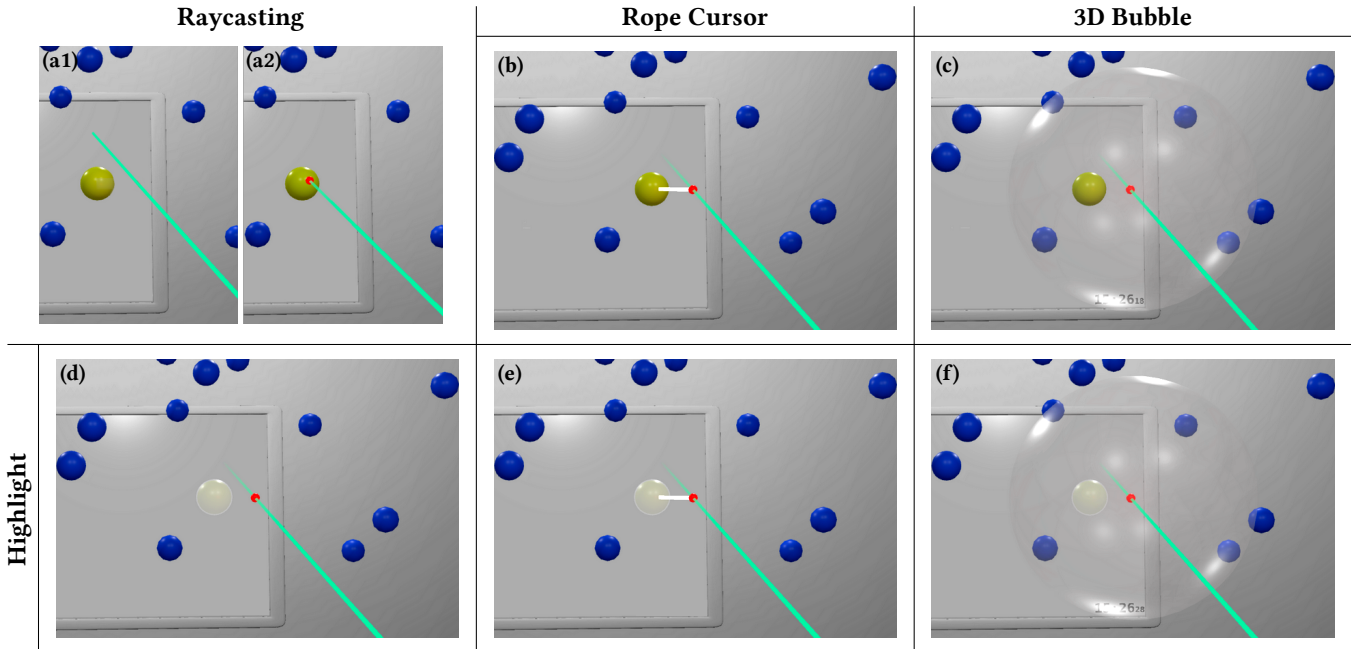 Raycasting
Rope Cursor
3D Bubble
(a1)
(a2)
(b)
(c)
Highlight
(d)
(e)
(f)